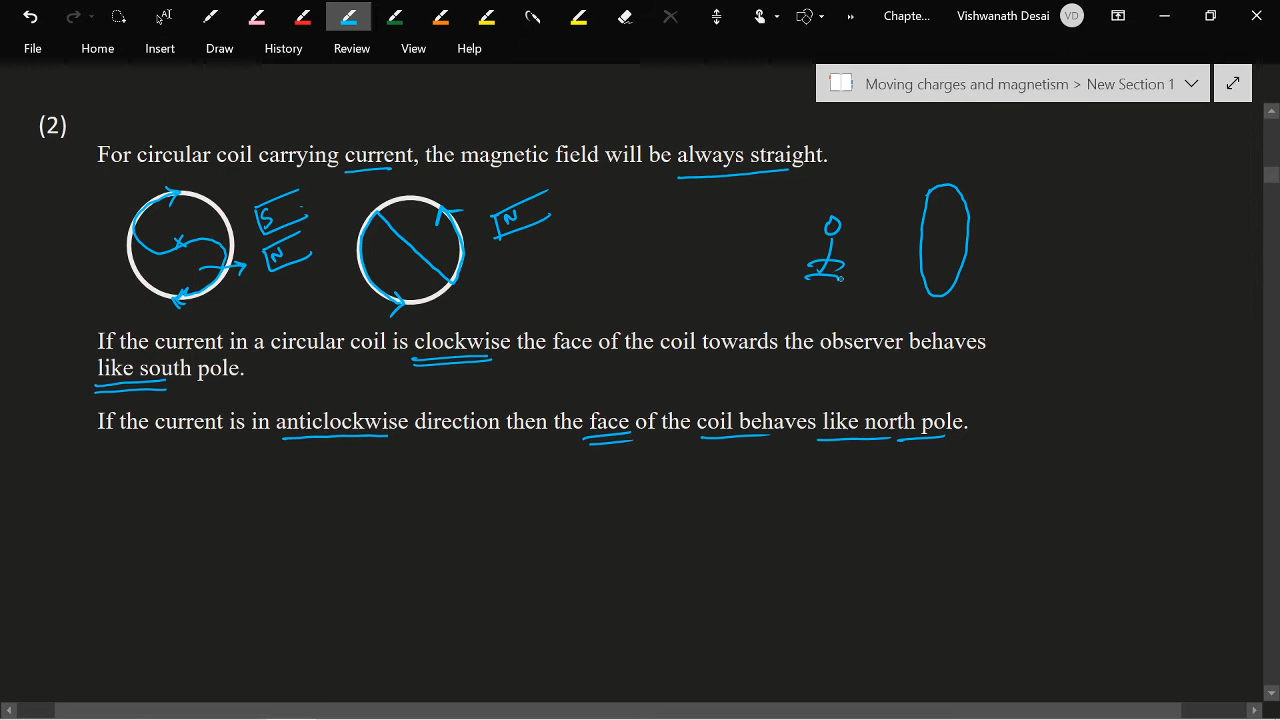 Chapte...
Vishwanath Desai
VD
File
Home
Insert
Draw
History
Review
View
Help
Moving charges and magnetism > New Section 1
(2)
For circular coil carrying current, the magnetic field will be always straight.
S
N
N
If the current in a circular coil is clockwise the face of the coil towards the observer behaves
like south pole.
If the current is in anticlockwise direction then the face of the coil behaves like north pole.